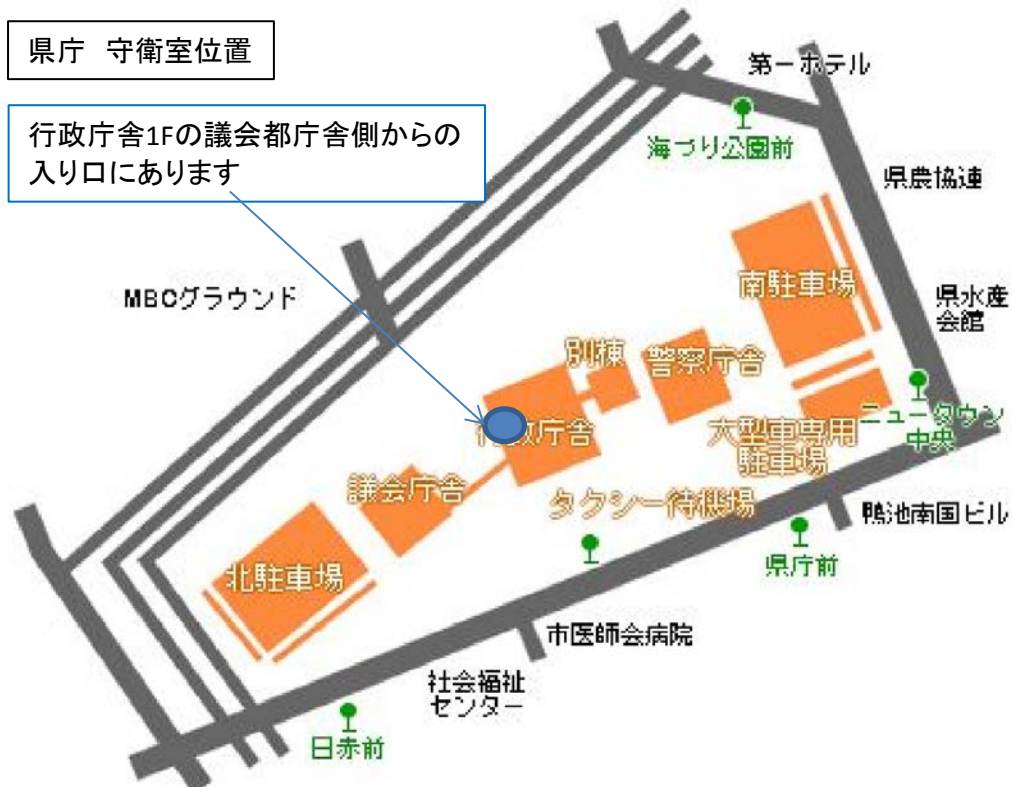 県庁　守衛室位置
行政庁舎1Fの議会都庁舎側からの
入り口にあります
第一ホテル
海づり公園前
県農協連
南駐車場
MBCグラウンド
県水産
会館
別棟
警察庁舎
行政庁舎
大型車専用
駐車場
ニュータウン
中央
議会庁舎
タクシー待機場
鴨池南国ビル
県庁前
北駐車場
市医師会病院
社会福祉
センター
日赤前